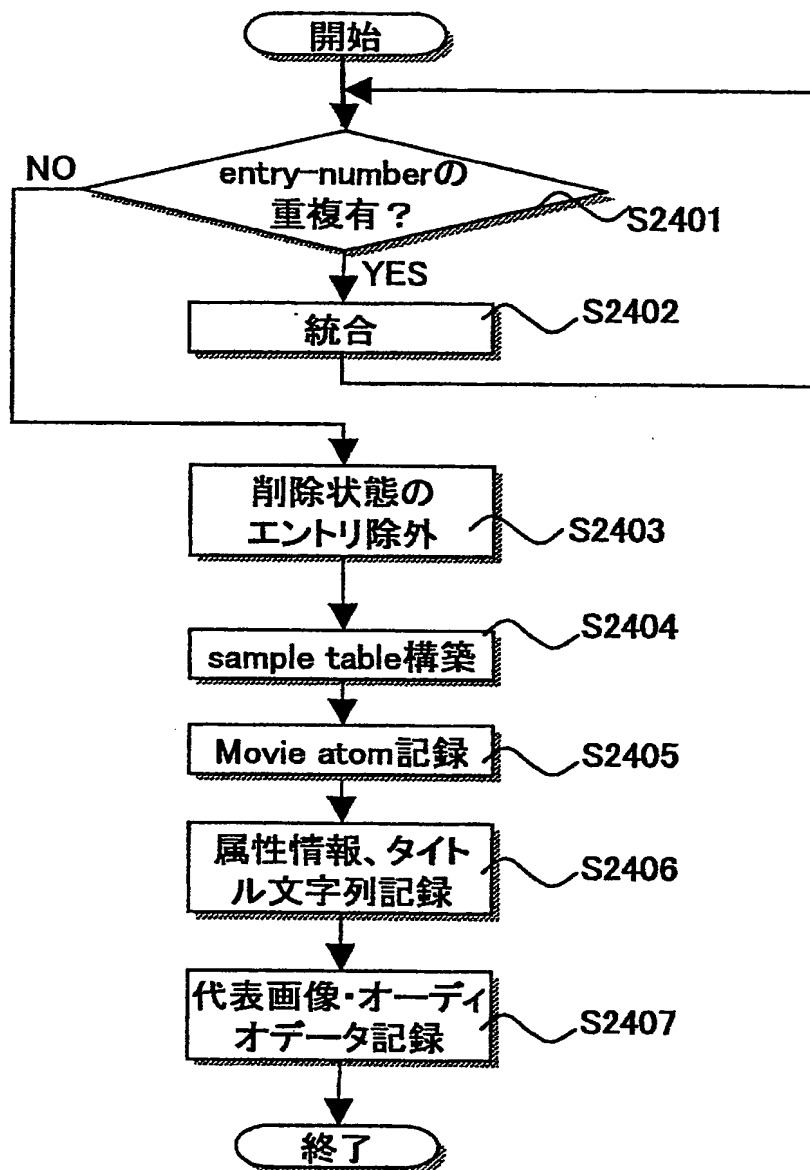 開始
NO
entry-numberの
重複有？
S2401
YES
統合
S2402
削除状態の
エントリ除外
S2403
sample table構築
S2404
Movie atom記録
S2405
属性情報、タイト
ル文字列記録
S2406
代表画像・オーディ
オデータ記録
S2407
終了